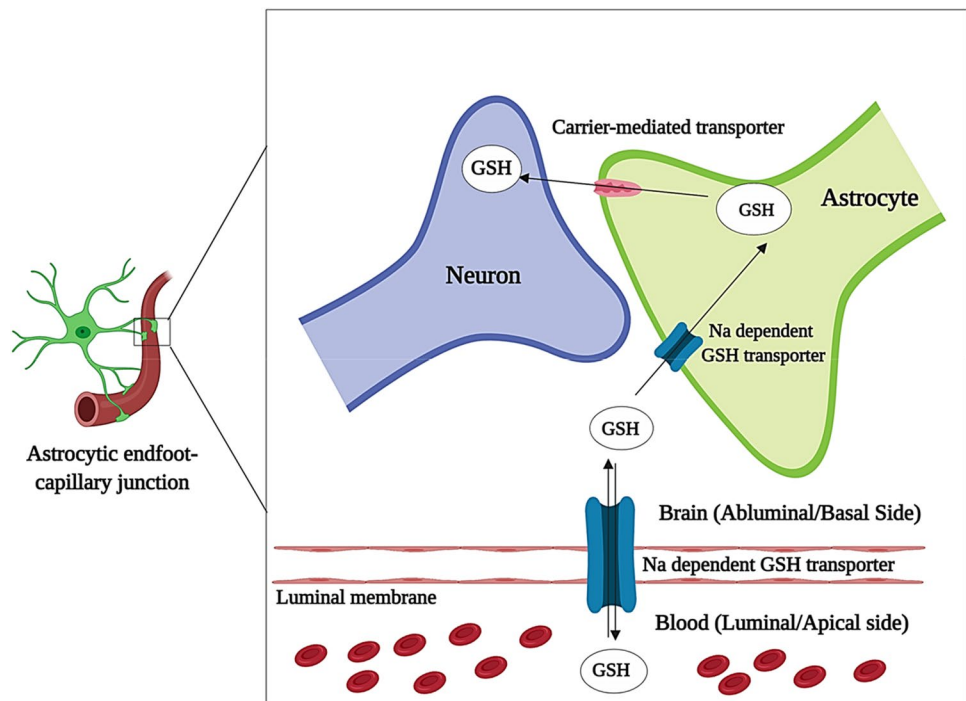 Carrier-mediated transporter
GSH
GSH
Astrocyte
Neuron
Na dependent
GSH transporter
GSH
Astrocytic endfoot-
capillary junction
Brain (Abluminal/Basal Side)
Na dependent GSH transporter
Luminal membrane
Blood (Luminal/Apical side)
GSH